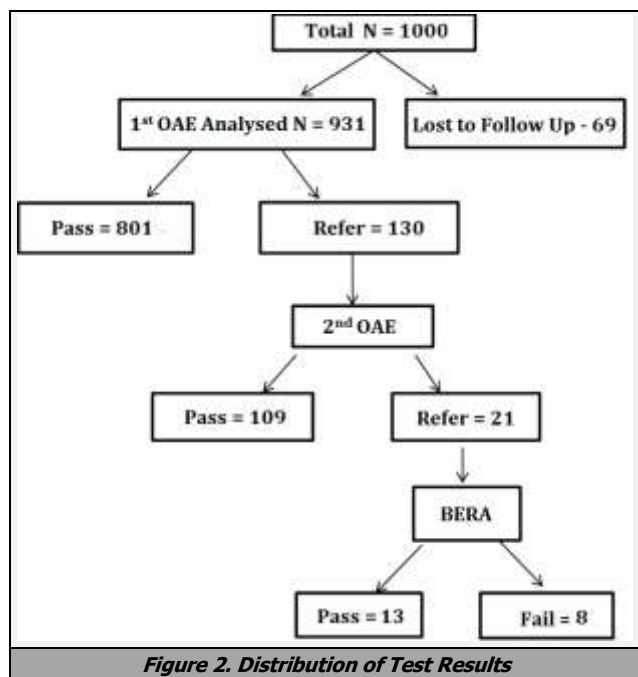 Total N = 1000
1st OAE Analysed N = 931
Lost to Follow Up - 69
Pass = 801
Refer = 130
2nd OAE
Pass = 109
Refer = 21
BERA
Pass = 13
Fail = 8
Figure 2. Distribution of Test Results